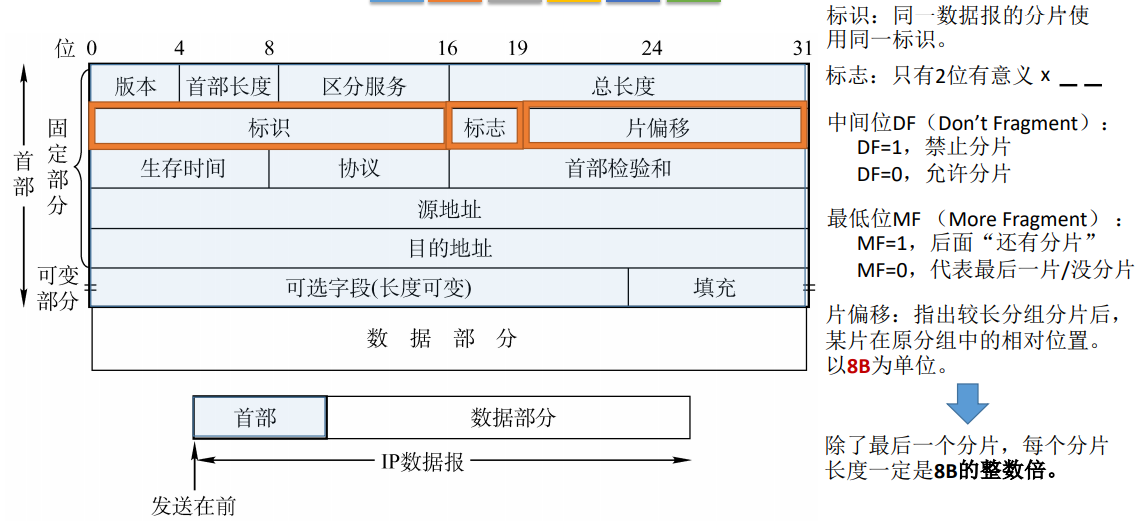 位 0 4 8 16 19 24 31
版本 首部长度 区分服务 总长度
标识 标志 片偏移
生存时间 协议 首部检验和
源地址
目的地址
可选字段(长度可变) 填充
数 据 部 分
首部
固定部分
可变
部分
首部 数据部分
IP数据报
发送在前
标识：同一数据报的分片使
用同一标识。
标志：只有2位有意义 x _ _
中间位DF（Don’t Fragment）：
DF=1，禁止分片
DF=0，允许分片
最低位MF （More Fragment）：
MF=1，后面“还有分片”
MF=0，代表最后一片/没分片
片偏移：指出较长分组分片后，
某片在原分组中的相对位置。
以8B为单位。
除了最后一个分片，每个分片
长度一定是8B的整数倍。